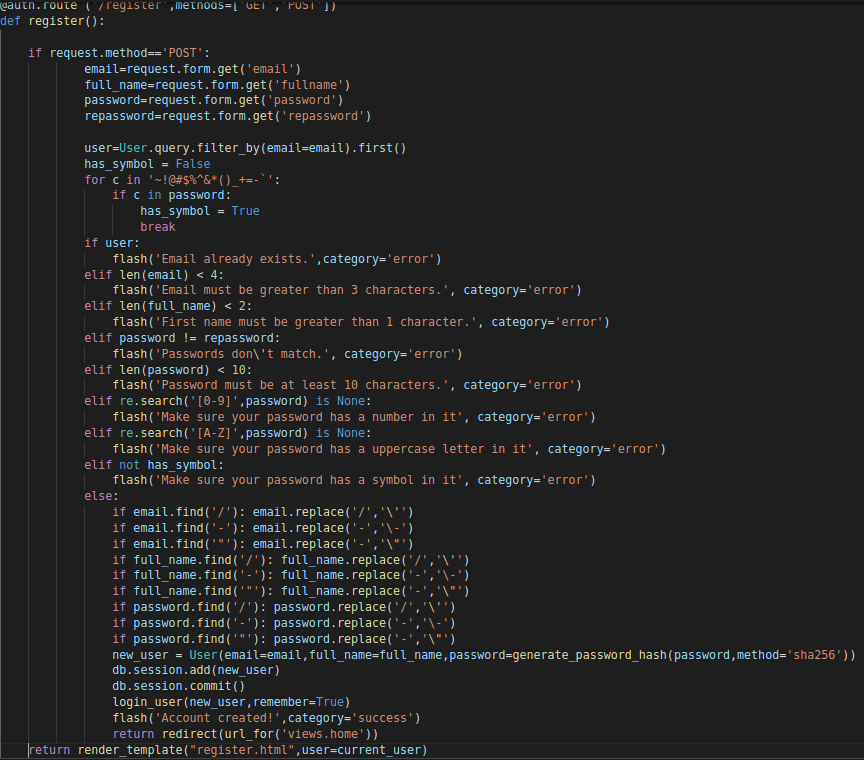 @auth.route ('/register',methods=['GET','POST'])
def register():
    if request.method=='POST':
        email=request.form.get('email')
        full_name=request.form.get('fullname')
        password=request.form.get('password')
        repassword=request.form.get('repassword')
        user=User.query.filter_by(email=email).first()
        has_symbol = False
        for c in '~!@#$%^&*()_+=-`':
            if c in password:
                has_symbol = True
                break
        if user:
            flash('Email already exists.',category='error')
        elif len(email) < 4:
            flash('Email must be greater than 3 characters.', category='error')
        elif len(full_name) < 2:
            flash('First name must be greater than 1 character.', category='error')
        elif password != repassword:
            flash('Passwords don\'t match.', category='error')
        elif len(password) < 10:
            flash('Password must be at least 10 characters.', category='error')
        elif re.search('[0-9]',password) is None:
            flash('Make sure your password has a number in it', category='error')
        elif re.search('[A-Z]',password) is None:
            flash('Make sure your password has a uppercase letter in it', category='error')
        elif not has_symbol:
            flash('Make sure your password has a symbol in it', category='error')
        else:
            if email.find('/'): email.replace('/','\'')
            if email.find('-'): email.replace('-','\-')
            if email.find('"'): email.replace('-','\"')
            if full_name.find('/'): full_name.replace('/','\'')
            if full_name.find('-'): full_name.replace('-','\-')
            if full_name.find('"'): full_name.replace('-','\"')
            if password.find('/'): password.replace('/','\'')
            if password.find('-'): password.replace('-','\-')
            if password.find('"'): password.replace('-','\"')
            new_user = User(email=email,full_name=full_name,password=generate_password_hash(password,method='sha256'))
            db.session.add(new_user)
            db.session.commit()
            login_user(new_user,remember=True)
            flash('Account created!',category='success')
            return redirect(url_for('views.home'))
    return render_template("register.html",user=current_user)